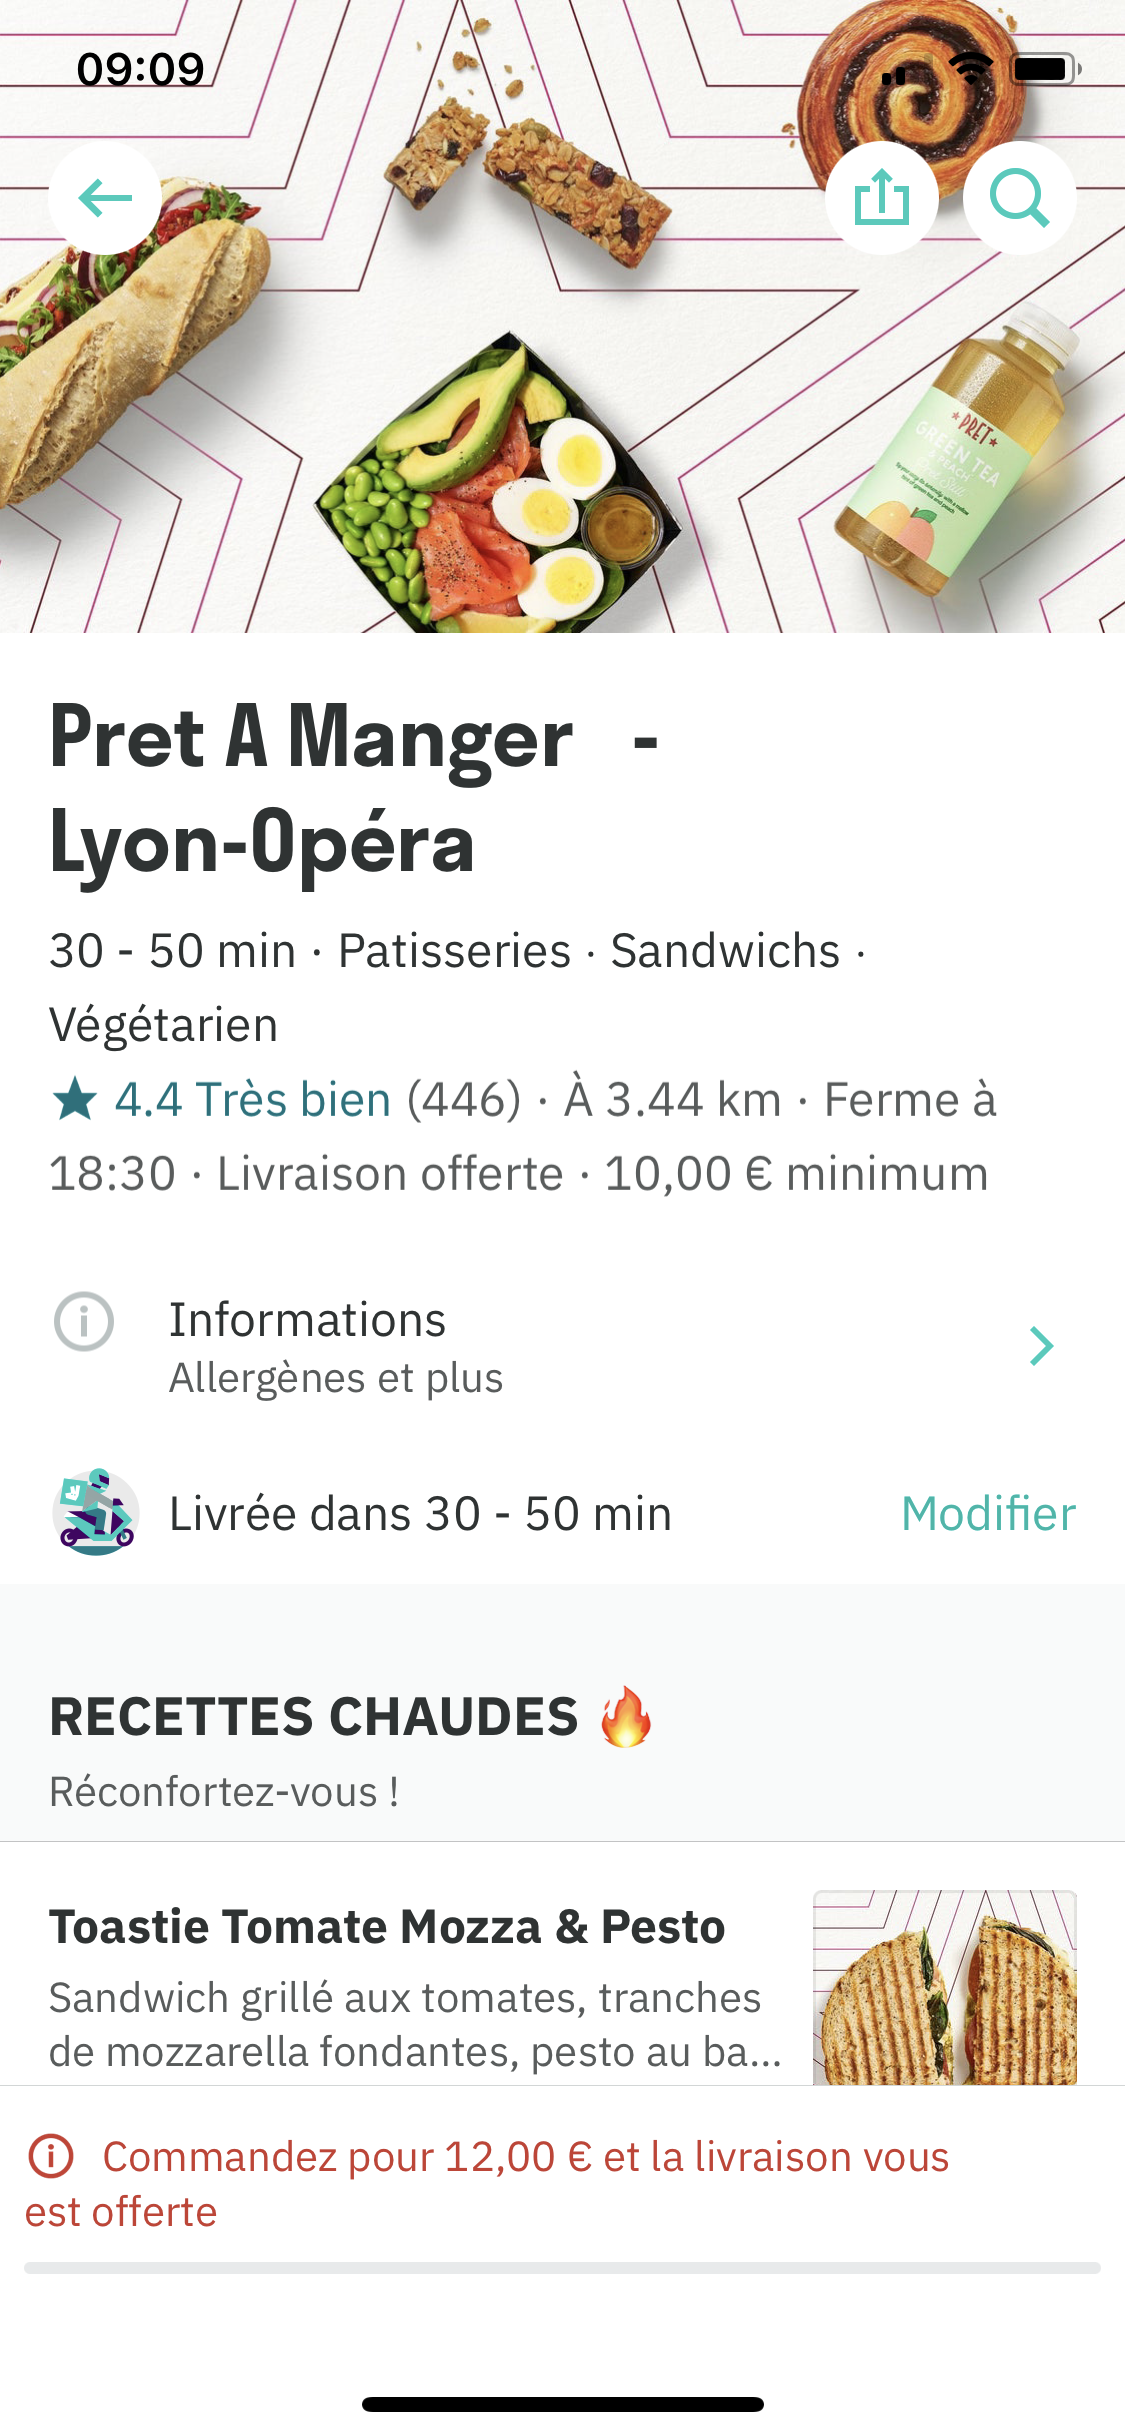 09:09
PRET
GREEN TEA
& PEACH
Pret A Manger -
Lyon-Opéra
30 - 50 min · Patisseries · Sandwichs ·
Végétarien
4.4 Très bien (446) · À 3.44 km · Ferme à
18:30 · Livraison offerte · 10,00 € minimum
Informations
Allergènes et plus
Livrée dans 30 - 50 min
Modifier
RECETTES CHAUDES 🔥
Réconfortez-vous !
Toastie Tomate Mozza & Pesto
Sandwich grillé aux tomates, tranches
de mozzarella fondantes, pesto au ba...
Commandez pour 12,00 € et la livraison vous
est offerte